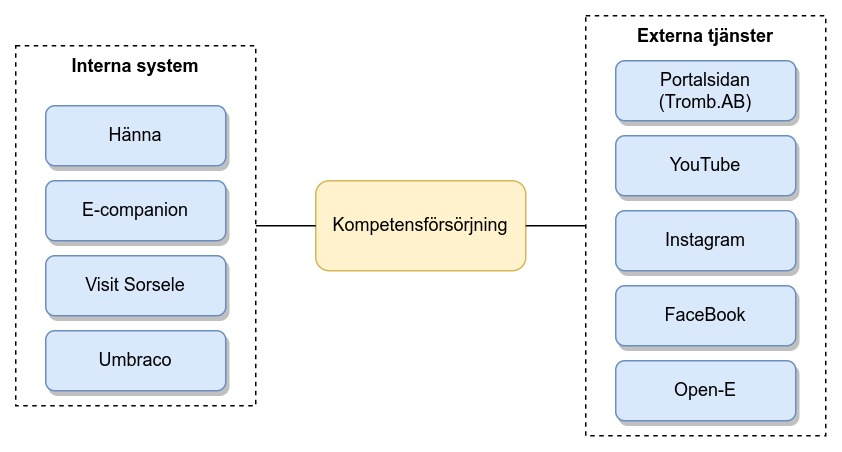 Interna system
Hänna
E-companion
Visit Sorsele
Umbraco
Kompetensförsörjning
Externa tjänster
Portalsidan
(Tromb.AB)
YouTube
Instagram
FaceBook
Open-E